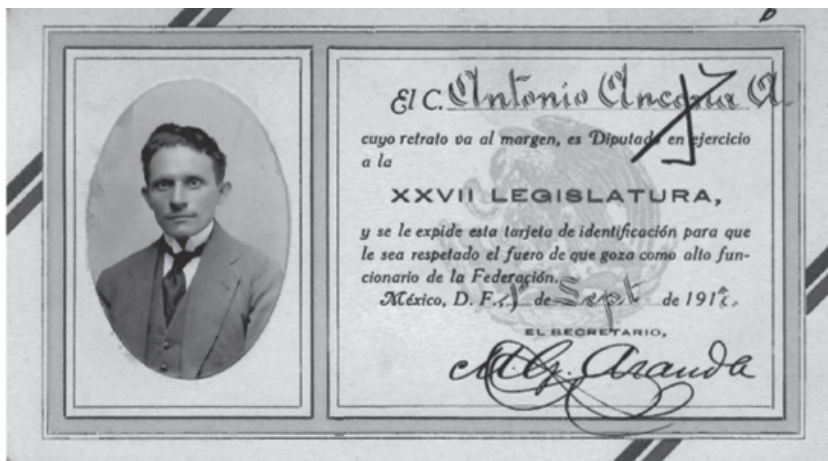 El C. Antonio Ancona A.
cuyo retrato va al margen, es Diputado en ejercicio
a la
XXVII LEGISLATURA,
y se le expide esta tarjeta de identificación para que
le sea respetado el fuero de que goza como alto fun-
cionario de la Federación.
México, D. F., de Sept de 191
EL SECRETARIO,
M. G. Aranda